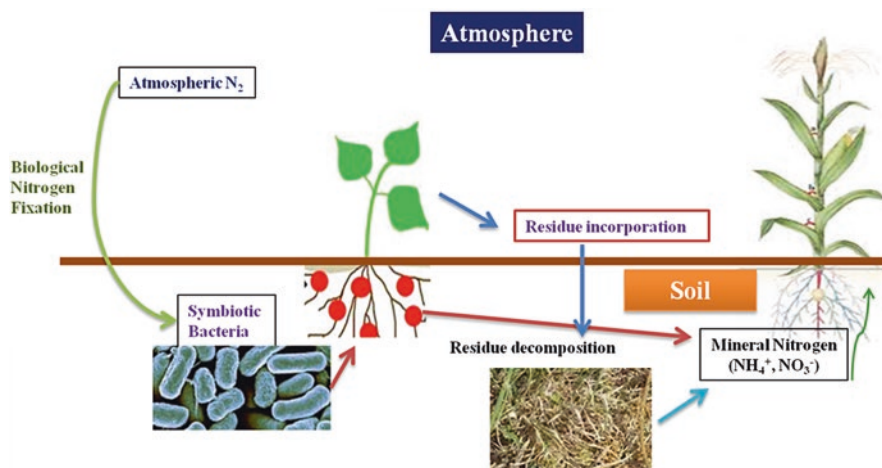 Atmosphere
Atmospheric N₂
Biological
Nitrogen
Fixation
Residue incorporation
Soil
Symbiotic
Bacteria
Residue decomposition
Mineral Nitrogen
(NH₄⁺, NO₃⁻)